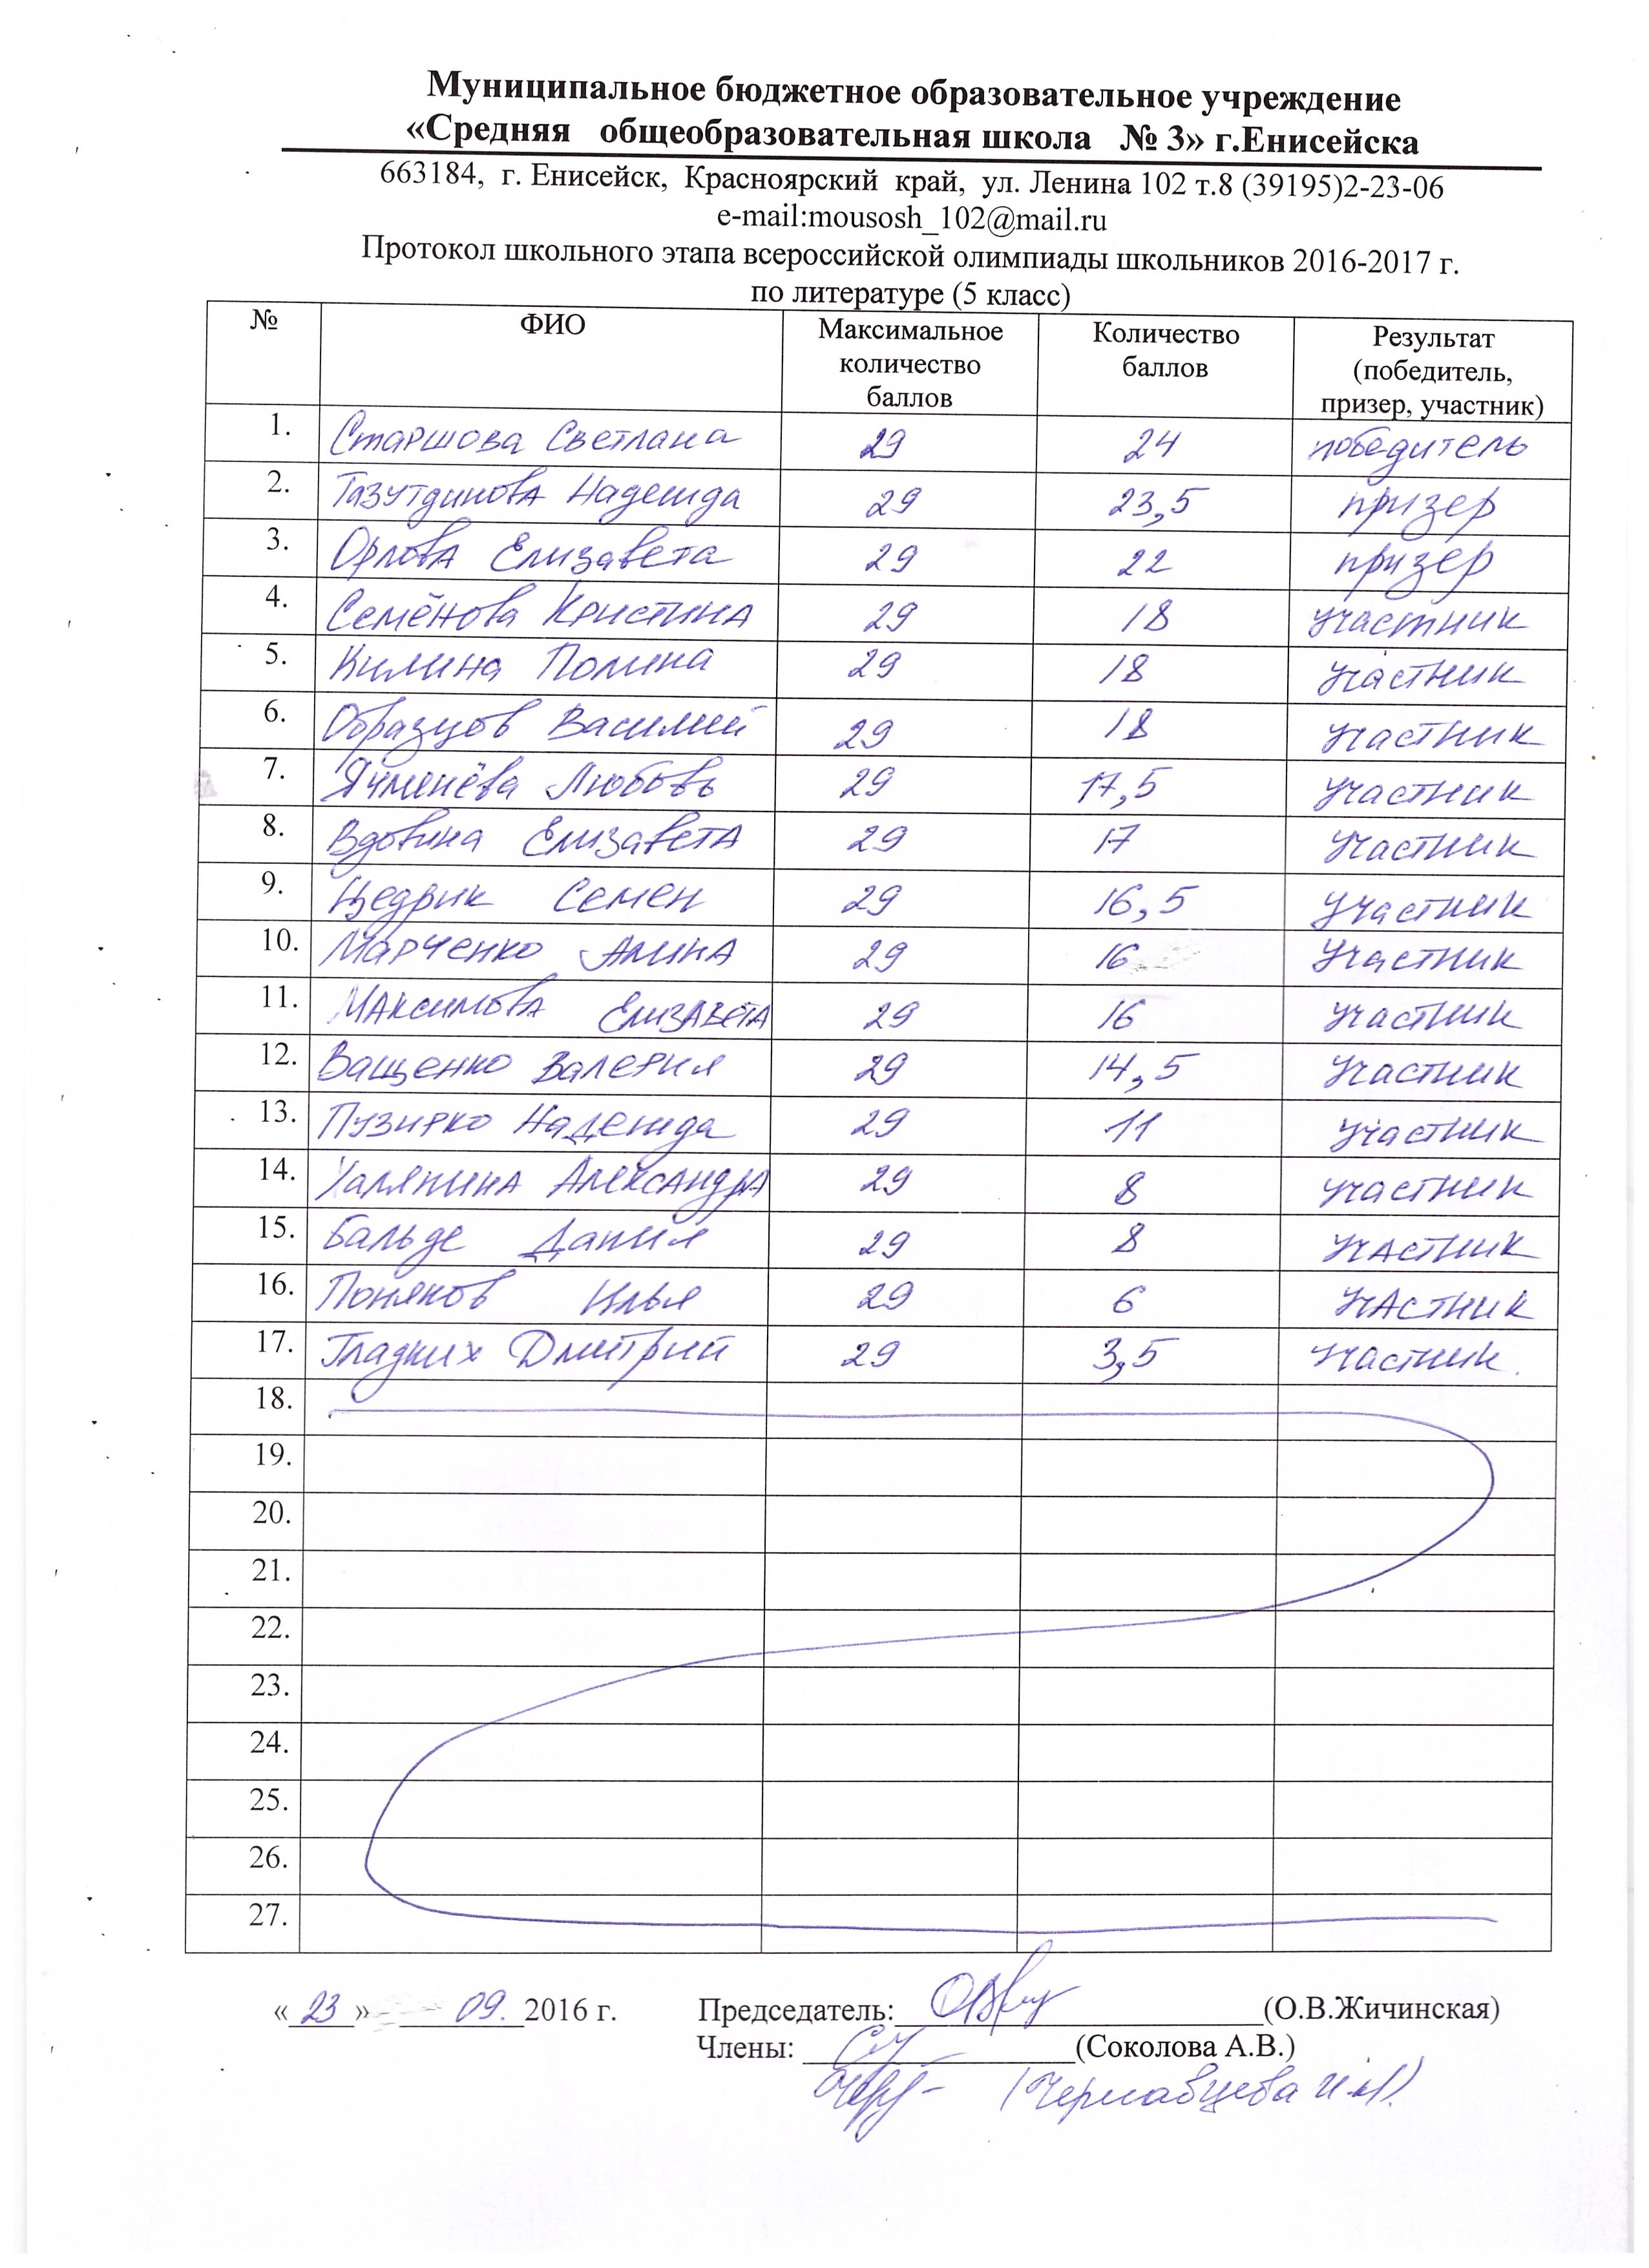 Муниципальное бюджетное образовательное учреждение
«Средняя общеобразовательная школа № 3» г.Енисейска
663184, г. Енисейск, Красноярский край, ул. Ленина 102 т.8 (39195)2-23-06
e-mail:mousosh_102@mail.ru
Протокол школьного этапа всероссийской олимпиады школьников 2016-2017 г.
по литературе (5 класс)
№ ФИО Максимальное количество баллов Количество баллов Результат (победитель, призер, участник)
1. Старшова Светлана 29 24 победитель
2. Тазутдинова Надежда 29 23,5 призер
3. Орлова Елизавета 29 22 призер
4. Семёнова Кристина 29 18 участник
5. Килина Полина 29 18 участник
6. Образцов Василий 29 18 участник
7. Ячменёва Любовь 29 17,5 участник
8. Вдовина Елизавета 29 17 участник
9. Цедрик Семен 29 16,5 участник
10. Марченко Алина 29 16 участник
11. Максимова Елизавета 29 16 участник
12. Ващенко Валерия 29 14,5 участник
13. Пузырко Надежда 29 11 участник
14. Халяпина Александра 29 8 участник
15. Бальде Данил 29 8 участник
16. Поляков Илья 29 6 участник
17. Гладких Дмитрий 29 3,5 участник.
18.
19.
20.
21.
22.
23.
24.
25.
26.
27.
«23» 09. 2016 г. Председатель: (О.В.Жичинская)
Члены: (Соколова А.В.)